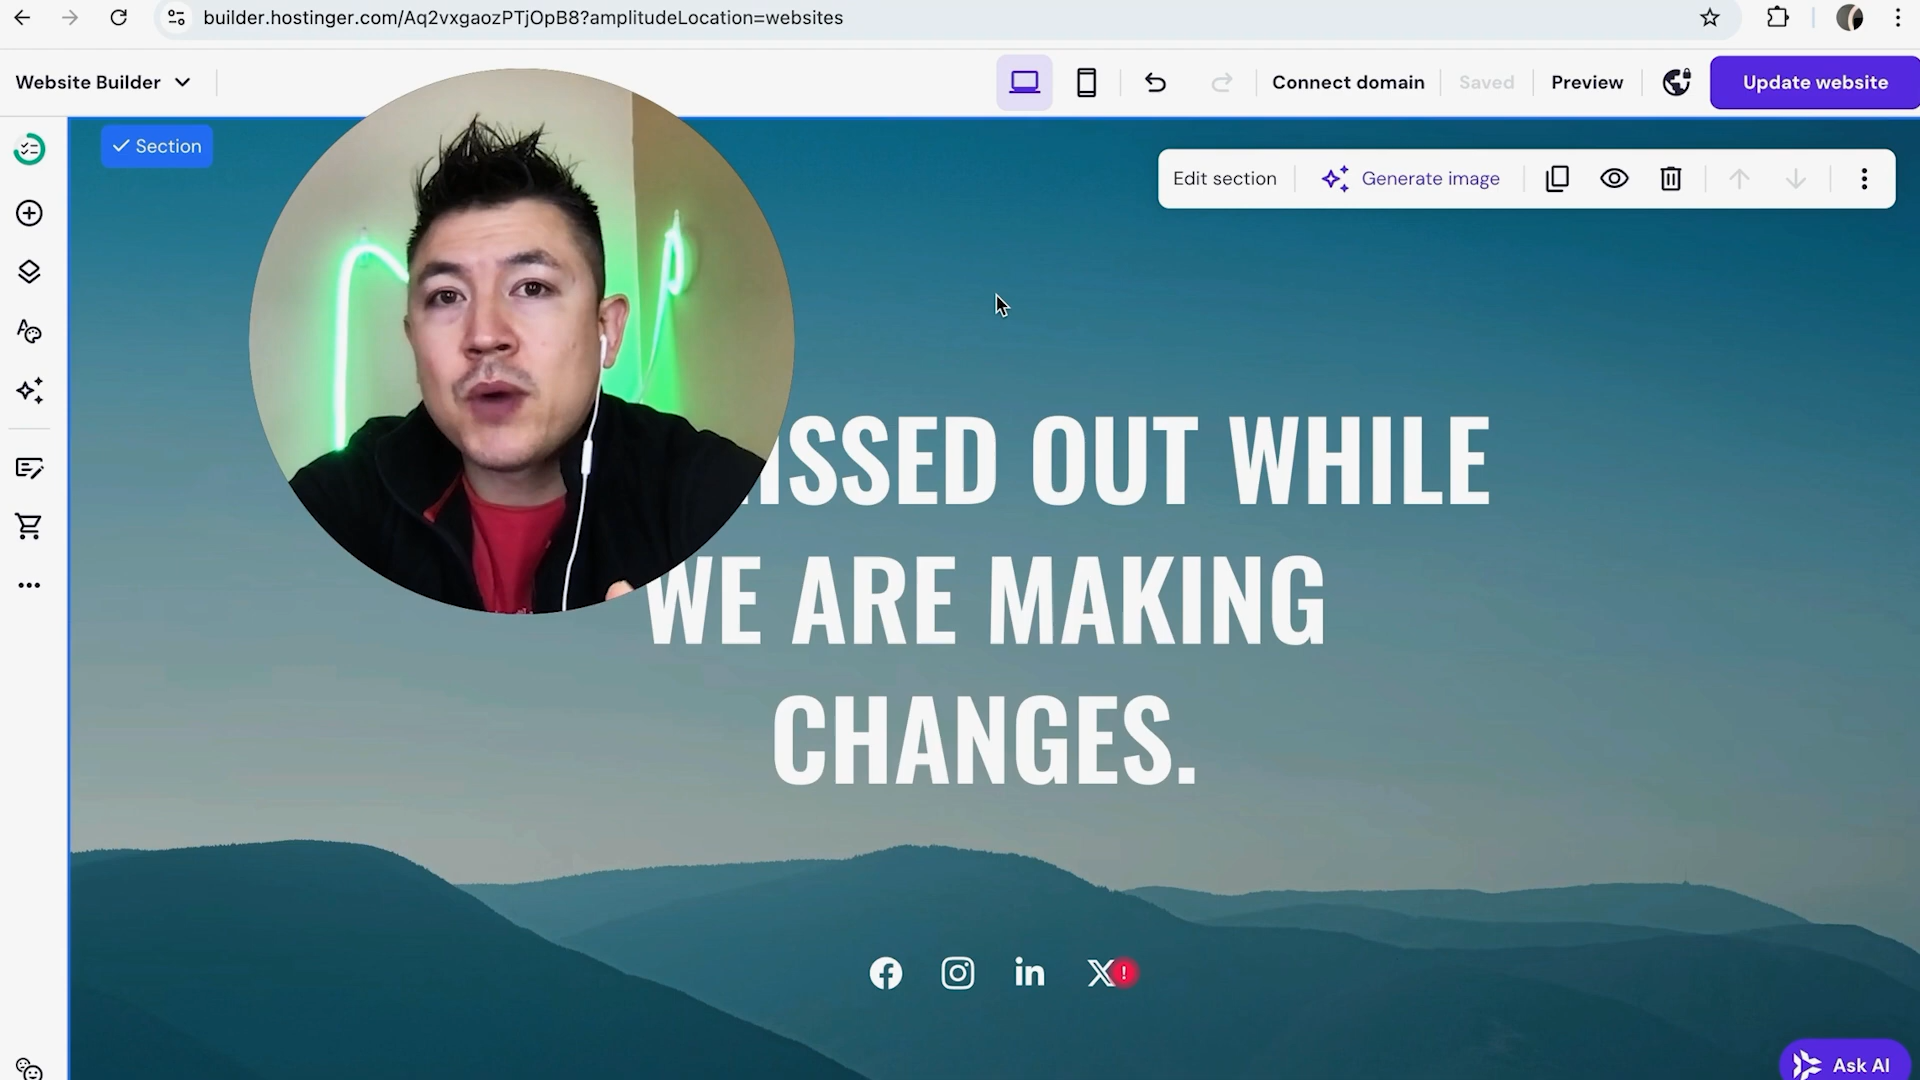 builder.hostinger.com/Aq2vxgaozPTjOpB8?amplitudeLocation=websites
Website Builder
Connect domain
Saved
Preview
Update website
Section
Edit section
Generate image
ISSED OUT WHILE
WE ARE MAKING
CHANGES.
Ask AI